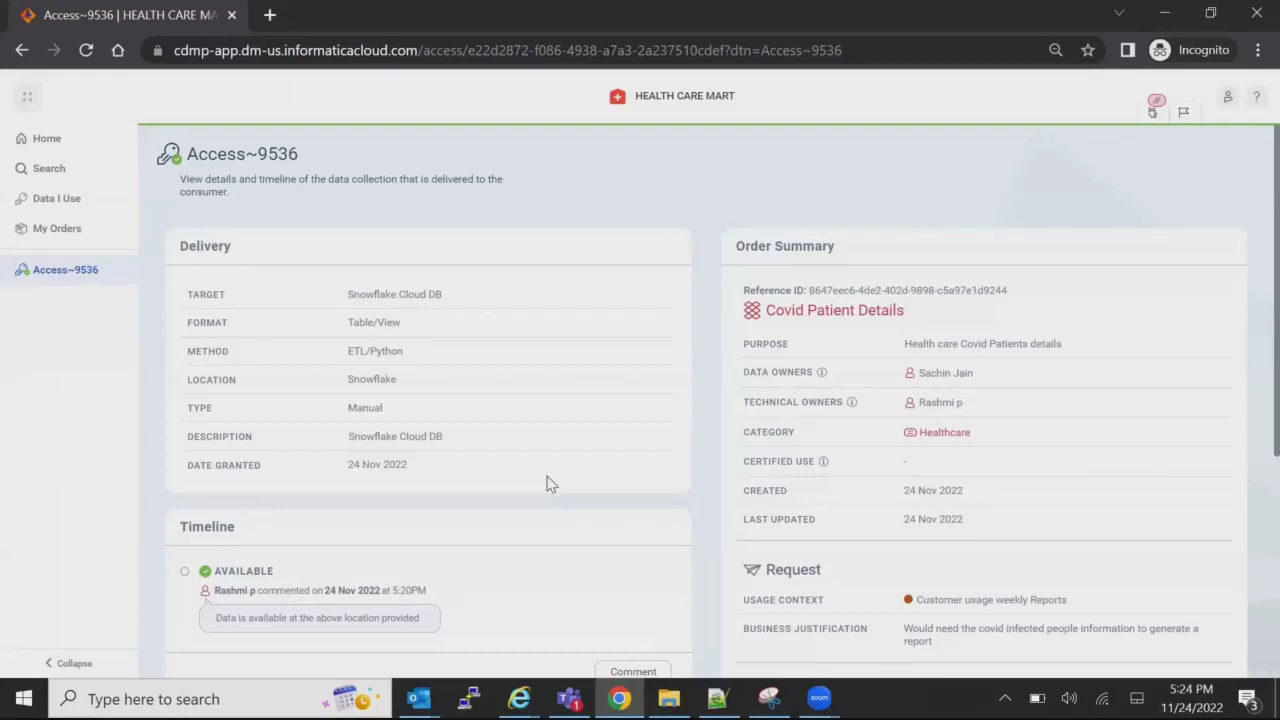 Access~9536 | HEALTH CARE MA
cdmp-app.dm-us.informaticacloud.com/access/e22d2872-f086-4938-a7a3-2a237510cdef?dtn=Access~9536
Incognito
HEALTH CARE MART
?
Home
Search
Data I Use
My Orders
Access~9536
Collapse
Access~9536
View details and timeline of the data collection that is delivered to the
consumer.
Delivery
TARGET Snowflake Cloud DB
FORMAT Table/View
METHOD ETL/Python
LOCATION Snowflake
TYPE Manual
DESCRIPTION Snowflake Cloud DB
DATE GRANTED 24 Nov 2022
Timeline
AVAILABLE
Rashmi p commented on 24 Nov 2022 at 5:20PM
Data is available at the above location provided
Comment
Order Summary
Reference ID: 8647eec6-4de2-402d-9898-c5a97e1d9244
Covid Patient Details
PURPOSE Health care Covid Patients details
DATA OWNERS Sachin Jain
TECHNICAL OWNERS Rashmi p
CATEGORY Healthcare
CERTIFIED USE -
CREATED 24 Nov 2022
LAST UPDATED 24 Nov 2022
Request
USAGE CONTEXT Customer usage weekly Reports
BUSINESS JUSTIFICATION Would need the covid infected people information to generate a
report
Type here to search
1
zoom
5:24 PM
11/24/2022
3